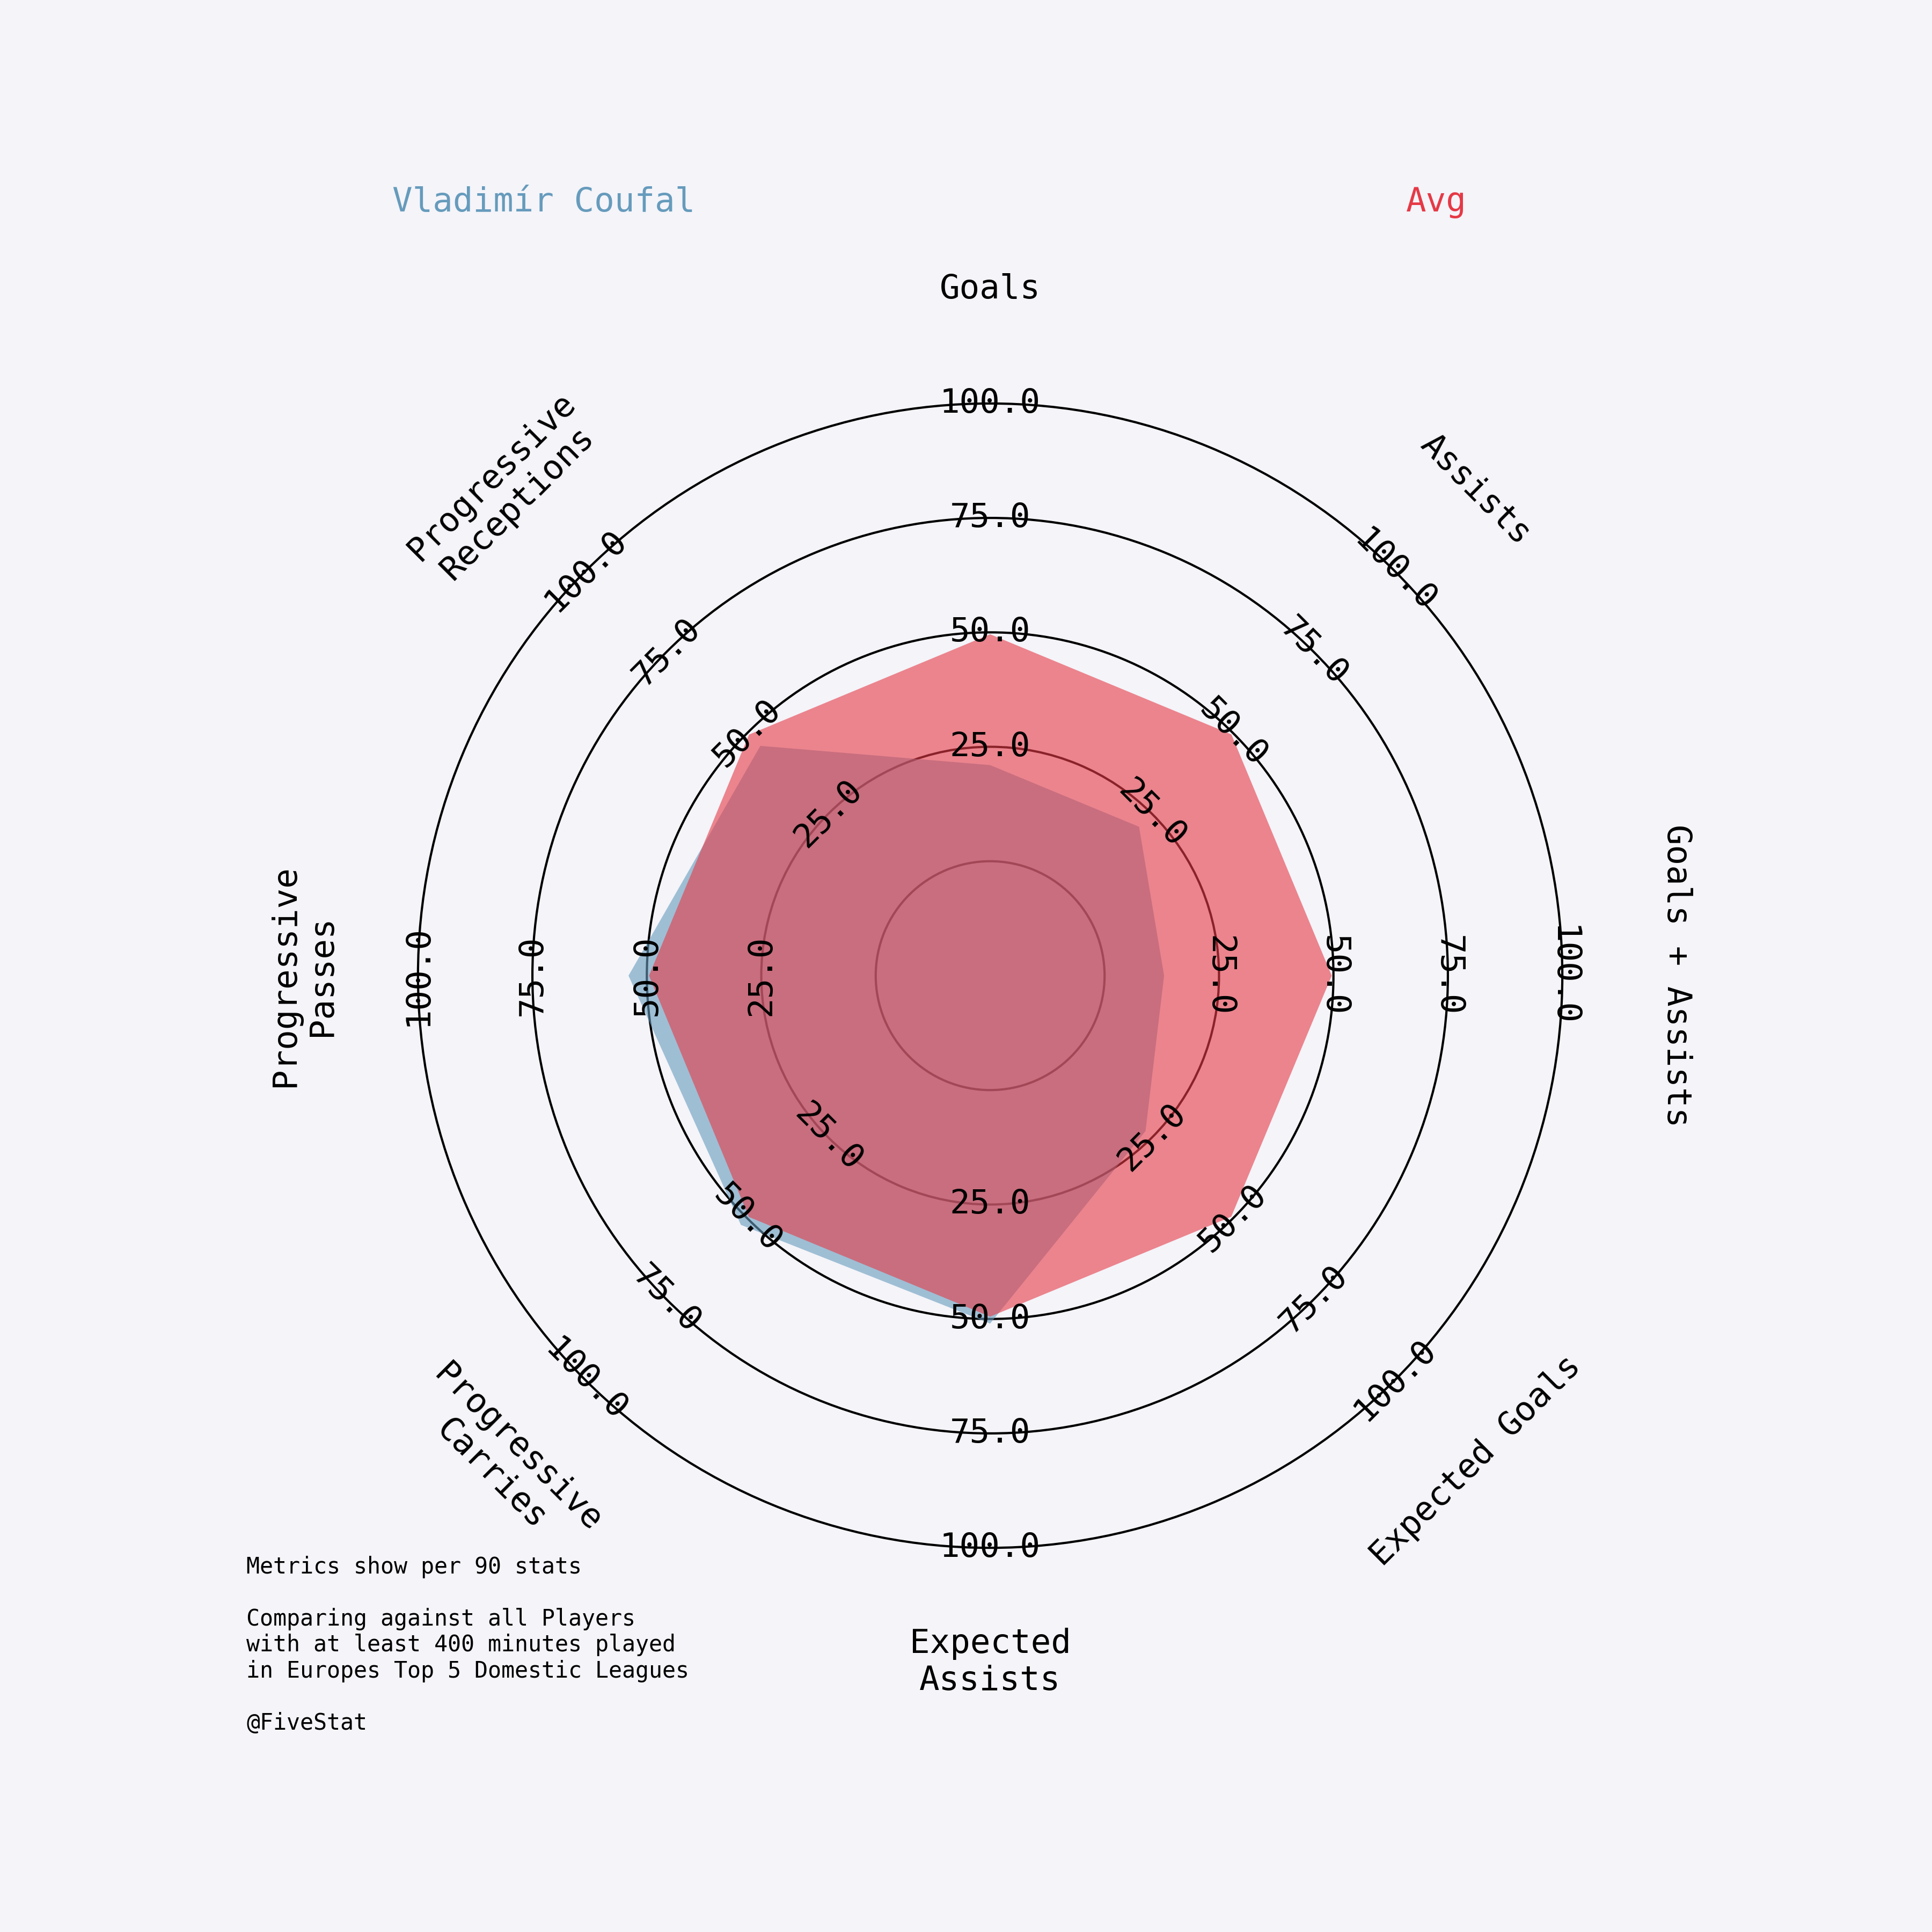 Vladimír Coufal
Avg
Goals
Assists
Goals + Assists
Expected Goals
Expected
Assists
Progressive
Carries
Progressive
Passes
Progressive
Receptions
100.0
75.0
50.0
25.0
100.0
75.0
50.0
25.0
100.0
75.0
50.0
25.0
100.0
75.0
50.0
25.0
25.0
50.0
75.0
100.0
25.0
50.0
75.0
100.0
100.0
75.0
50.0
25.0
100.0
75.0
50.0
25.0
Metrics show per 90 stats
Comparing against all Players
with at least 400 minutes played
in Europes Top 5 Domestic Leagues
@FiveStat